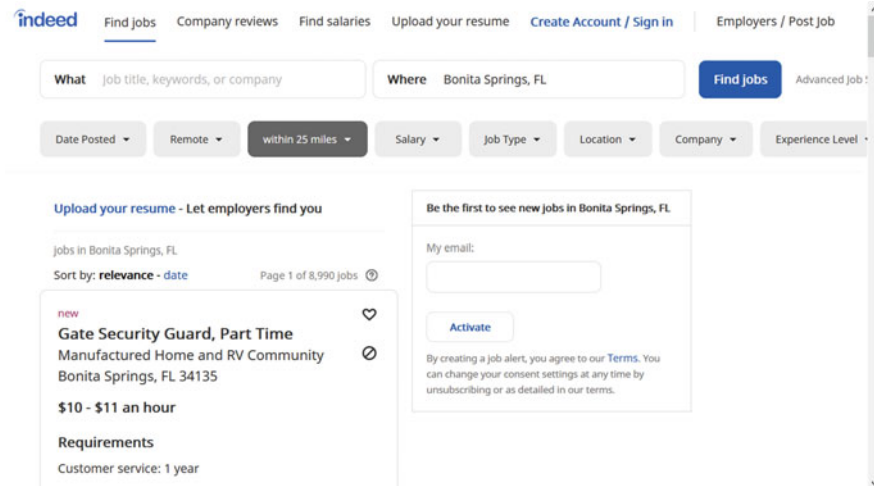 indeed Find jobs Company reviews Find salaries Upload your resume Create Account / Sign in Employers / Post Job
What Job title, keywords, or company Where Bonita Springs, FL Find jobs Advanced Job
Date Posted Remote within 25 miles Salary Job Type Location Company Experience Level
Upload your resume - Let employers find you
jobs in Bonita Springs, FL
Sort by: relevance - date Page 1 of 8,990 jobs
new
Gate Security Guard, Part Time
Manufactured Home and RV Community
Bonita Springs, FL 34135
$10 - $11 an hour
Requirements
Customer service: 1 year
Be the first to see new jobs in Bonita Springs, FL
My email:
Activate
By creating a job alert, you agree to our Terms. You
can change your consent settings at any time by
unsubscribing or as detailed in our terms.